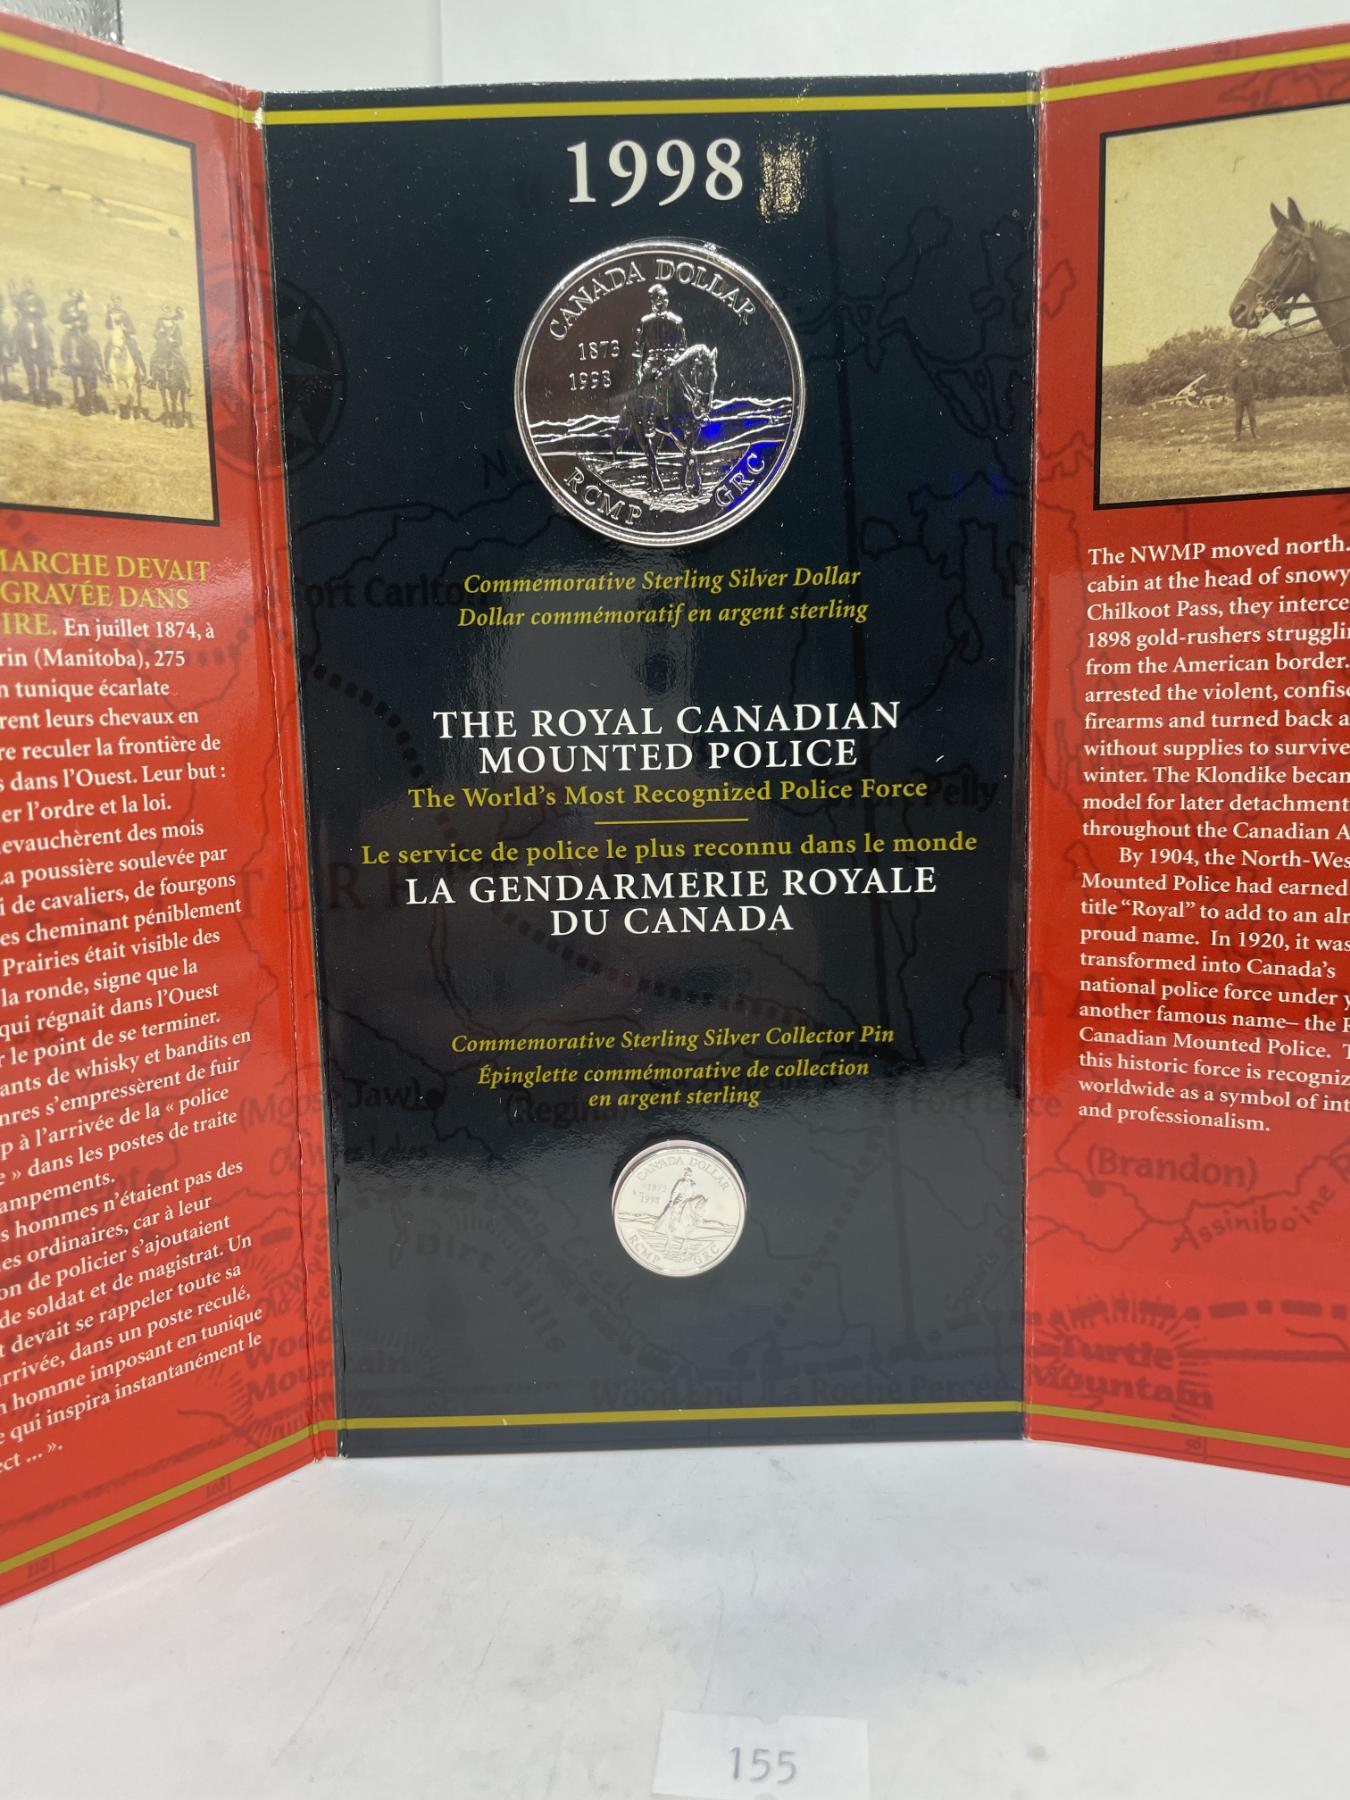 MARCHE DEVAIT
GRAVÉE DANS
IRE. En juillet 1874, à
rin (Manitoba), 275
n tunique écarlate
rent leurs chevaux en
re reculer la frontière de
s dans l'Ouest. Leur but :
er l'ordre et la loi.
evauchèrent des mois
a poussière soulevée par
i de cavaliers, de fourgons
es cheminant péniblement
Prairies était visible des
la ronde, signe que la
qui régnait dans l'Ouest
r le point de se terminer.
ants de whisky et bandits en
nres s'empressèrent de fuir
p à l'arrivée de la « police
e » dans les postes de traite
ampements.
s hommes n'étaient pas des
es ordinaires, car à leur
on de policier s'ajoutaient
de soldat et de magistrat. Un
t devait se rappeler toute sa
rrivée, dans un poste reculé,
n homme imposant en tunique
e qui inspira instantanément le
ect ... ».
1998
CANADA DOLLAR
1873
1998
RCMP GRC
Commemorative Sterling Silver Dollar
Dollar commémoratif en argent sterling
THE ROYAL CANADIAN
MOUNTED POLICE
The World's Most Recognized Police Force
Le service de police le plus reconnu dans le monde
LA GENDARMERIE ROYALE
DU CANADA
Commemorative Sterling Silver Collector Pin
Épinglette commémorative de collection
en argent sterling
CANADA DOLLAR
1873
1998
RCMP GRC
The NWMP moved north.
cabin at the head of snowy
Chilkoot Pass, they interce
1898 gold-rushers strugglin
from the American border.
arrested the violent, confisc
firearms and turned back a
without supplies to survive
winter. The Klondike becam
model for later detachment
throughout the Canadian A
By 1904, the North-Wes
Mounted Police had earned
title "Royal" to add to an alr
proud name. In 1920, it was
transformed into Canada's
national police force under y
another famous name– the R
Canadian Mounted Police. T
this historic force is recogniz
worldwide as a symbol of int
and professionalism.
ort Carlton
Pelly
(Moose Jaw)
(Regina)
Dirt Hills
Wood
Mountain
Wood End
La Roche Percée
(Brandon)
Assiniboine
Turtle
Mountain
155